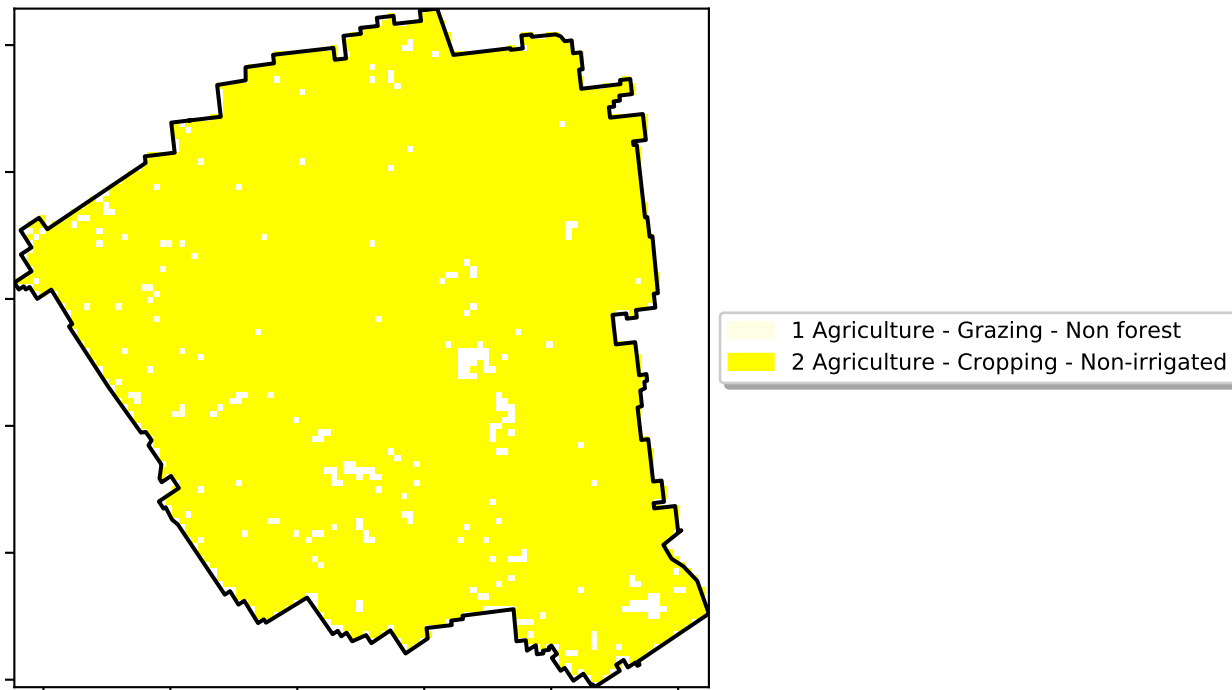 1 Agriculture - Grazing - Non forest
2 Agriculture - Cropping - Non-irrigated